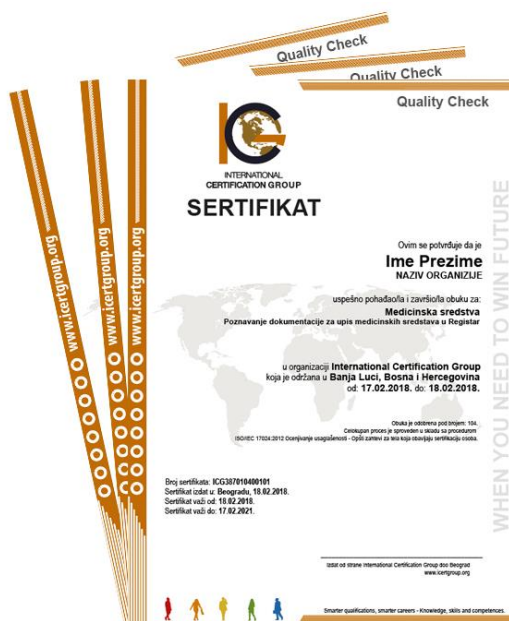 Quality Check
Quality Check
Quality Check
INTERNATIONAL
CERTIFICATION GROUP
SERTIFIKAT
Ovim se potvrđuje da je
Ime Prezime
NAZIV ORGANIZIJE
uspešno pohađao/la i završio/la obuku za:
Medicinska sredstva
Poznavanje dokumentacije za upis medicinskih sredstava u Registar
u organizaciji International Certification Group
koja je održana u Banja Luci, Bosna i Hercegovina
od: 17.02.2018. do: 18.02.2018.
Obuka je odobrena pod brojem: 104.
Celokupan proces je sproveden u skladu sa procedurom
ISO/IEC 17024:2012 Ocenjivanje usaglašenosti - Opšti zahtevi za tela koja obavljaju sertifikaciju osoba.
Broj sertifikata: ICG387010400101
Sertifikat izdat u: Beogradu, 18.02.2018.
Sertifikat važi od: 18.02.2018.
Sertifikat važi do: 17.02.2021.
Izdat od strane International Certification Group doo Beograd
www.icertgroup.org
Smarter qualifications, smarter careers - Knowledge, skills and competences.
www.icertgroup.org
www.icertgroup.org
www.icertgroup.org
WHEN YOU NEED TO WIN FUTURE